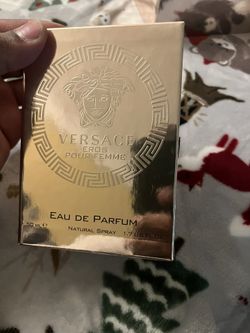 VERSACE
EROS
POUR FEMME
EAU DE PARFUM
NATURAL SPRAY